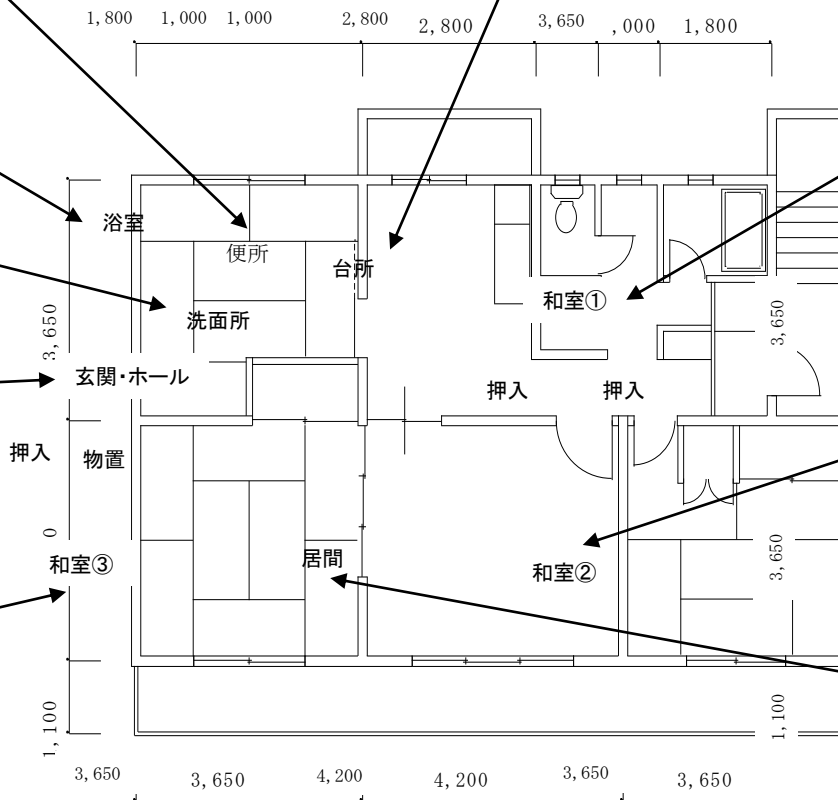 1,800 1,000 1,000 2,800 2,800 3,650 ,000 1,800
浴室
便所
台所
和室①
洗面所
3,650
3,650
玄関・ホール
押入
押入
押入
物置
0
居間
和室③
和室②
3,650
1,100
1,100
3,650 3,650 4,200 4,200 3,650 3,650